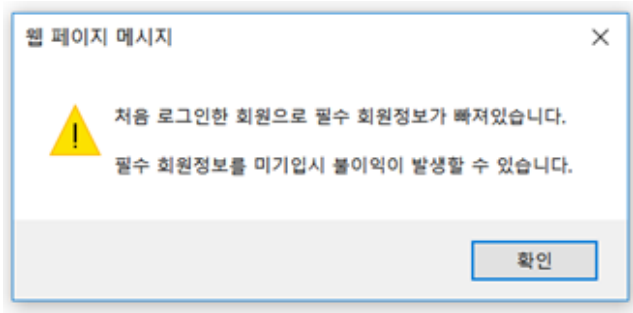 웹 페이지 메시지
처음 로그인한 회원으로 필수 회원정보가 빠져있습니다.
필수 회원정보를 미기입시 불이익이 발생할 수 있습니다.
확인